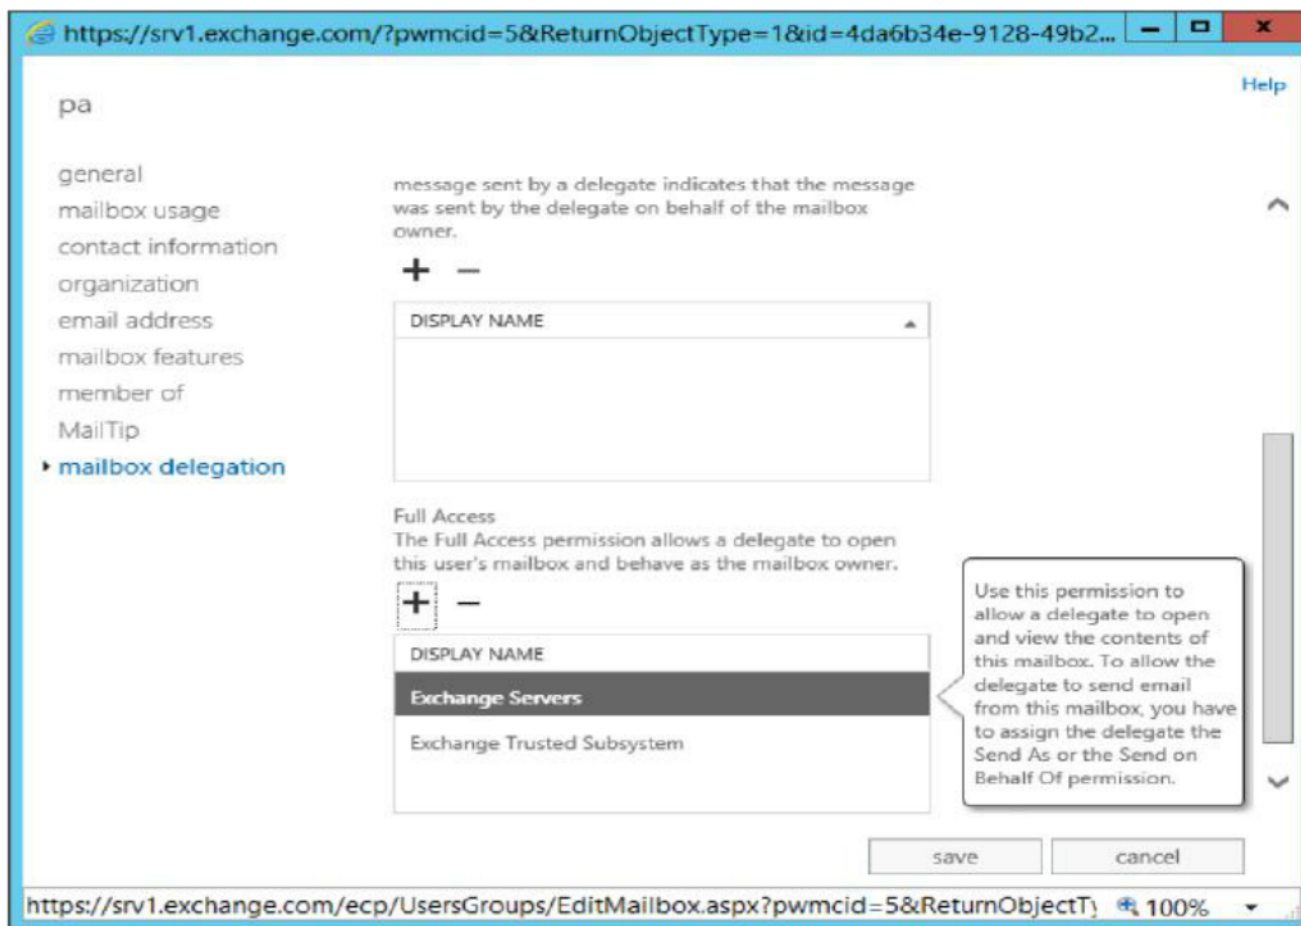 https://srv1.exchange.com/?pwmcid=5&ReturnObjectType=1&id=4da6b34e-9128-49b2...
Help
pa
general
mailbox usage
contact information
organization
email address
mailbox features
member of
MailTip
mailbox delegation
message sent by a delegate indicates that the message
was sent by the delegate on behalf of the mailbox
owner.
DISPLAY NAME
Full Access
The Full Access permission allows a delegate to open
this user's mailbox and behave as the mailbox owner.
DISPLAY NAME
Exchange Servers
Exchange Trusted Subsystem
Use this permission to
allow a delegate to open
and view the contents of
this mailbox. To allow the
delegate to send email
from this mailbox, you have
to assign the delegate the
Send As or the Send on
Behalf Of permission.
save
cancel
https://srv1.exchange.com/ecp/UsersGroups/EditMailbox.aspx?pwmcid=5&ReturnObjectTy
100%